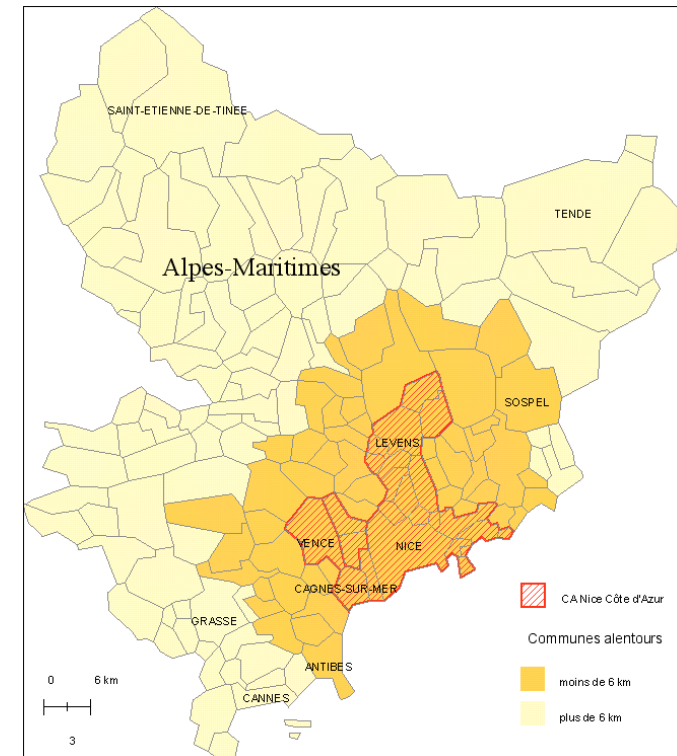 SAINT-ETIENNE-DE-TINEE
TENDE
Alpes-Maritimes
SOSPEL
LEVENS
VENCE
NICE
CAGNES-SUR-MER
CA Nice Côte d'Azur
GRASSE
Communes alentours
ANTIBES
0 6 km
moins de 6 km
CANNES
plus de 6 km
3